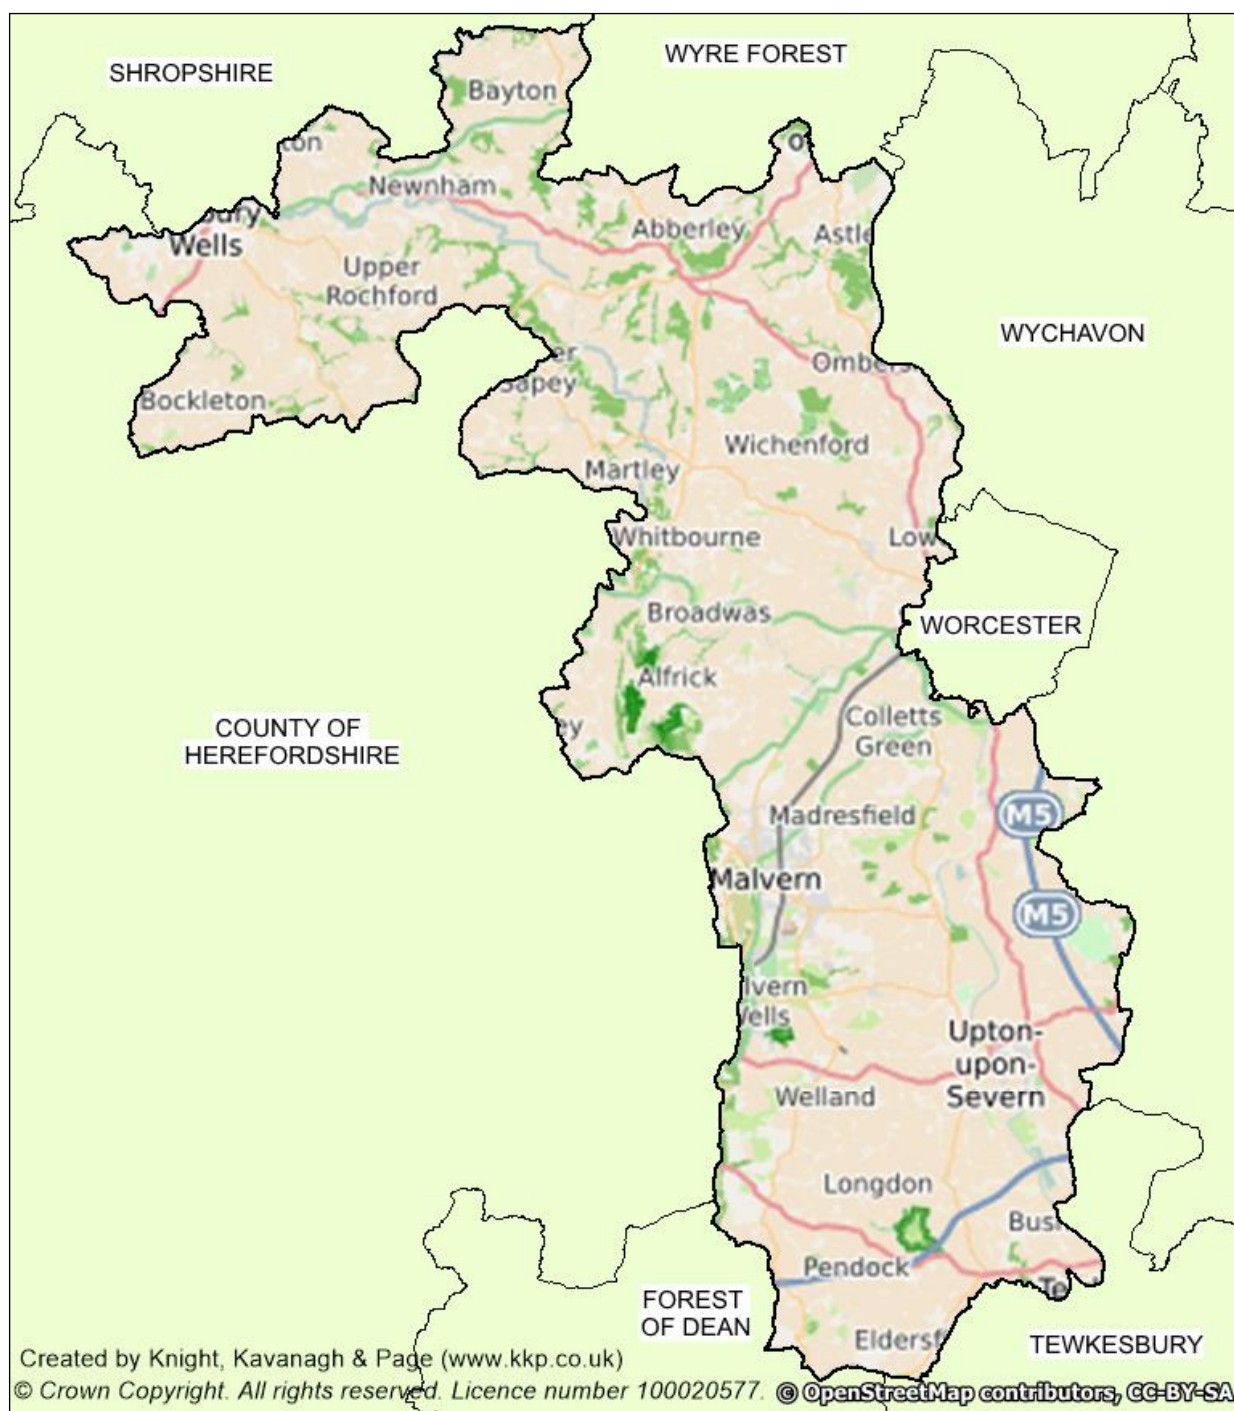 SHROPSHIRE
WYRE FOREST
Bayton
Newnham
Abberley
Wells
Upper
Rochford
WYCHAVON
Bockleton
Wichenford
Martley
Whitbourne
Broadwas
WORCESTER
Alfrick
COUNTY OF
HEREFORDSHIRE
Colletts
Green
Madresfield
M5
Malvern
M5
Upton-
upon-
Severn
Welland
Longdon
Pendock
FOREST
OF DEAN
TEWKESBURY
Created by Knight, Kavanagh & Page (www.kkp.co.uk)
© Crown Copyright. All rights reserved. Licence number 100020577. © OpenStreetMap contributors, CC-BY-SA